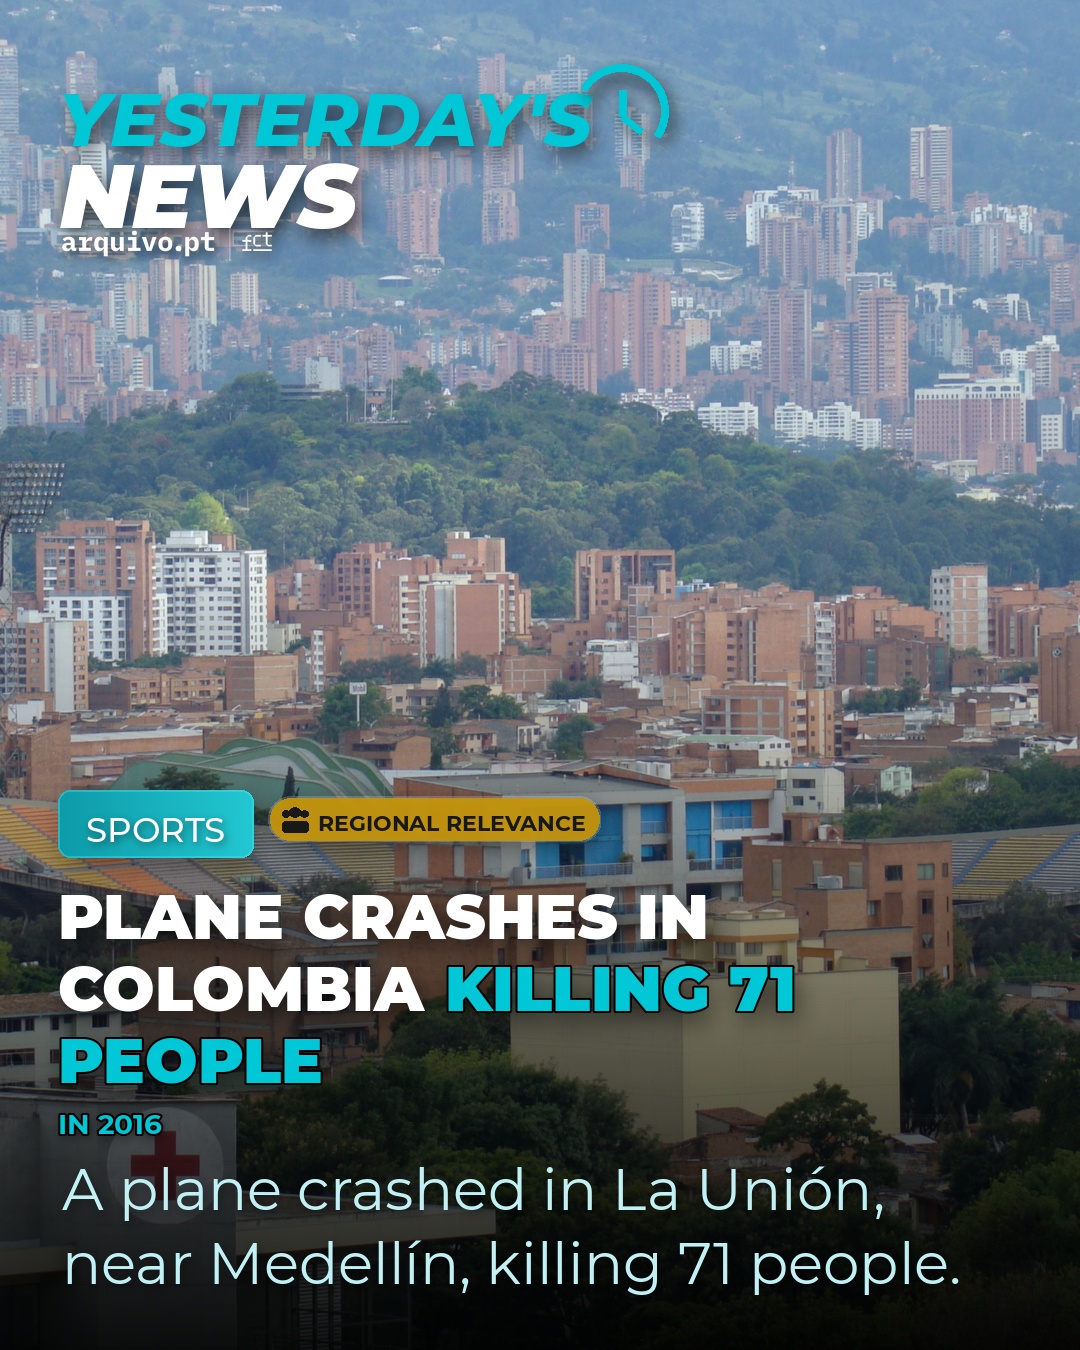 YESTERDAY'S
NEWS
arquivo.pt fct
SPORTS
REGIONAL RELEVANCE
PLANE CRASHES IN
COLOMBIA KILLING 71
PEOPLE
IN 2016
A plane crashed in La Unión,
near Medellín, killing 71 people.